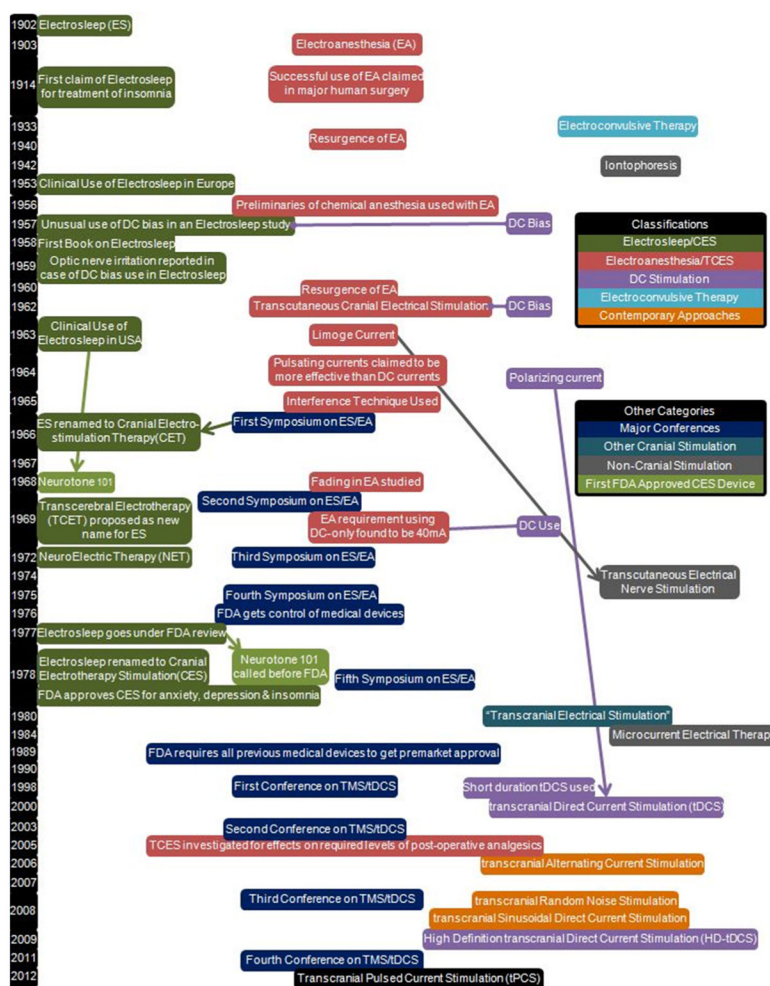 1902 Electrosleep (ES)
1903 Electroanesthesia (EA)
1914 First claim of Electrosleep
for treatment of insomnia
Successful use of EA claimed
in major human surgery
1933 Electroconvulsive Therapy
1940 Resurgence of EA
1942 Iontophoresis
1953 Clinical Use of Electrosleep in Europe
1956 Preliminaries of chemical anesthesia used with EA
1957 Unusual use of DC bias in an Electrosleep study DC Bias
1958 First Book on Electrosleep
1959 Optic nerve irritation reported in
case of DC bias use in Electrosleep
1960 Resurgence of EA
1962 Transcutaneous Cranial Electrical Stimulation DC Bias
1963 Clinical Use of
Electrosleep in USA
Limoge Current
1964 Pulsating currents claimed to be
more effective than DC currents
Polarizing current
1965 Interference Technique Used
1966 ES renamed to Cranial Electro-
stimulation Therapy(CET)
First Symposium on ES/EA
1967
1968 Neurotone 101 Fading in EA studied
Second Symposium on ES/EA
1969 Transcerebral Electrotherapy
(TCET) proposed as new
name for ES
EA requirement using
DC-only found to be 40mA
DC Use
1972 NeuroElectric Therapy (NET) Third Symposium on ES/EA
1974 Transcutaneous Electrical
Nerve Stimulation
1975 Fourth Symposium on ES/EA
1976 FDA gets control of medical devices
1977 Electrosleep goes under FDA review
1978 Electrosleep renamed to Cranial
Electrotherapy Stimulation(CES)
Neurotone 101
called before FDA
Fifth Symposium on ES/EA
FDA approves CES for anxiety, depression & insomnia
1980 "Transcranial Electrical Stimulation"
1984 Microcurrent Electrical Therap
1989 FDA requires all previous medical devices to get premarket approval
1990
1998 First Conference on TMS/tDCS Short duration tDCS used
2000 transcranial Direct Current Stimulation (tDCS)
2003 Second Conference on TMS/tDCS
2005 TCES investigated for effects on required levels of post-operative analgesics
2006 transcranial Alternating Current Stimulation
2007
2008 Third Conference on TMS/tDCS transcranial Random Noise Stimulation
transcranial Sinusoidal Direct Current Stimulation
2009 High Definition transcranial Direct Current Stimulation (HD-tDCS)
2011 Fourth Conference on TMS/tDCS
2012 Transcranial Pulsed Current Stimulation (tPCS)
Classifications
Electrosleep/CES
Electroanesthesia/TCES
DC Stimulation
Electroconvulsive Therapy
Contemporary Approaches
Other Categories
Major Conferences
Other Cranial Stimulation
Non-Cranial Stimulation
First FDA Approved CES Device